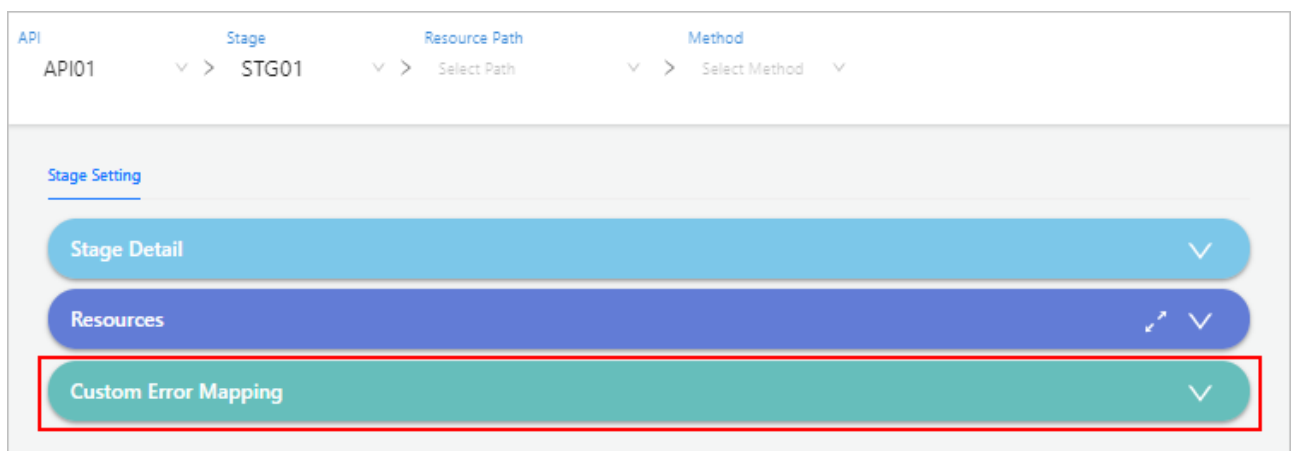 API Stage Resource Path Method
API01 > STG01 > Select Path > Select Method
Stage Setting
Stage Detail
Resources
Custom Error Mapping